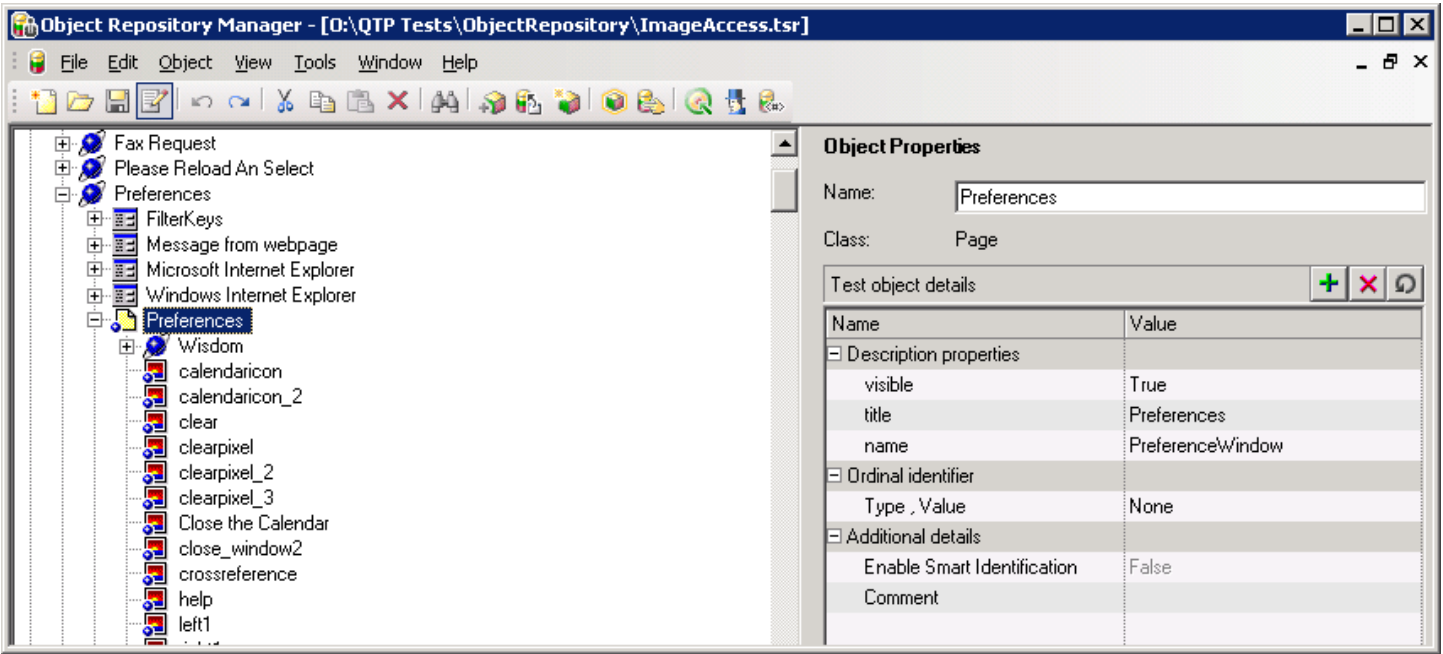 Object Repository Manager - [O:\QTP Tests\ObjectRepository\ImageAccess.tsr]
File Edit Object View Tools Window Help
Fax Request
Please Reload An Select
Preferences
FilterKeys
Message from webpage
Microsoft Internet Explorer
Windows Internet Explorer
Preferences
Wisdom
calendaricon
calendaricon_2
clear
clearpixel
clearpixel_2
clearpixel_3
Close the Calendar
close_window2
crossreference
help
left1
Object Properties
Name: Preferences
Class: Page
Test object details
Name Value
Description properties
visible True
title Preferences
name PreferenceWindow
Ordinal identifier
Type , Value None
Additional details
Enable Smart Identification False
Comment